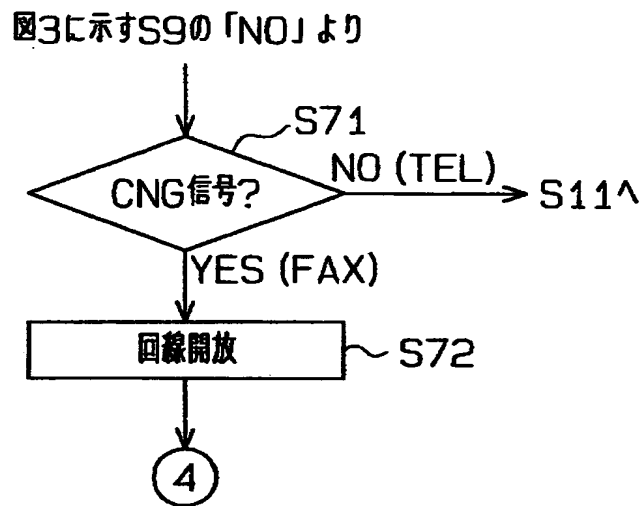 図3に示すS9の「NO」より
S71
CNG信号?
NO (TEL)
S11へ
YES (FAX)
回線開放
S72
4